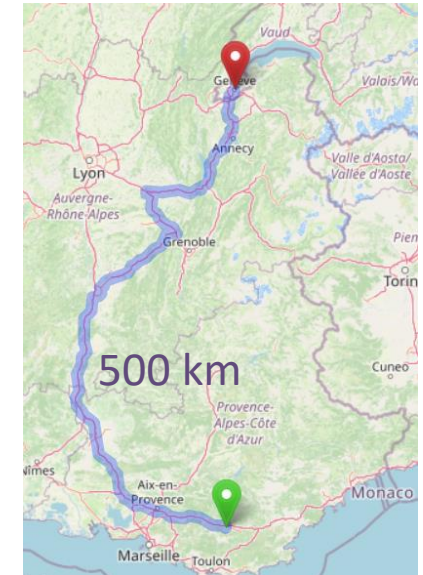 Vaud
Genève
Valais/Wa
Annecy
Lyon
Valle d'Aosta/
Vallée d'Aoste
Auvergne-
Rhône-Alpes
Grenoble
Pien
Torin
500 km
Cuneo
Provence-
Alpes-Côte
d'Azur
Nîmes
Aix-en-
Provence
Monaco
Marseille
Toulon